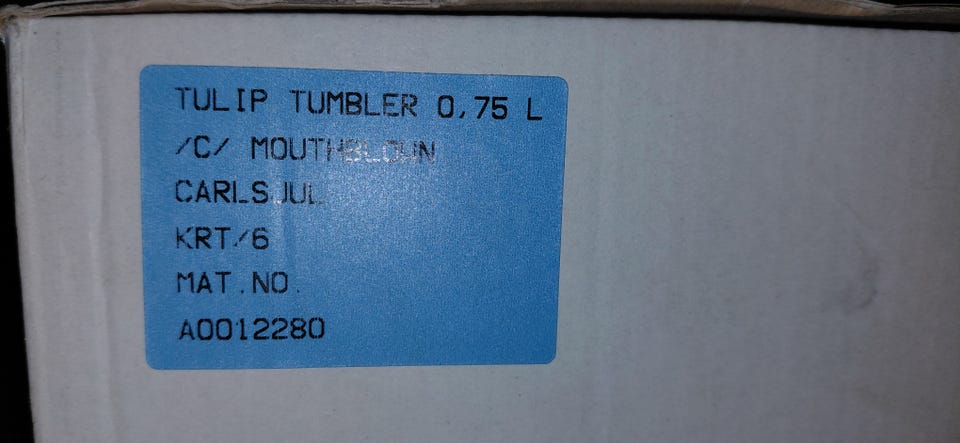 TULIP TUMBLER 0,75 L
/C/ MOUTHBLOWN
CARLSJUL
KRT/6
MAT.NO.
A0012280